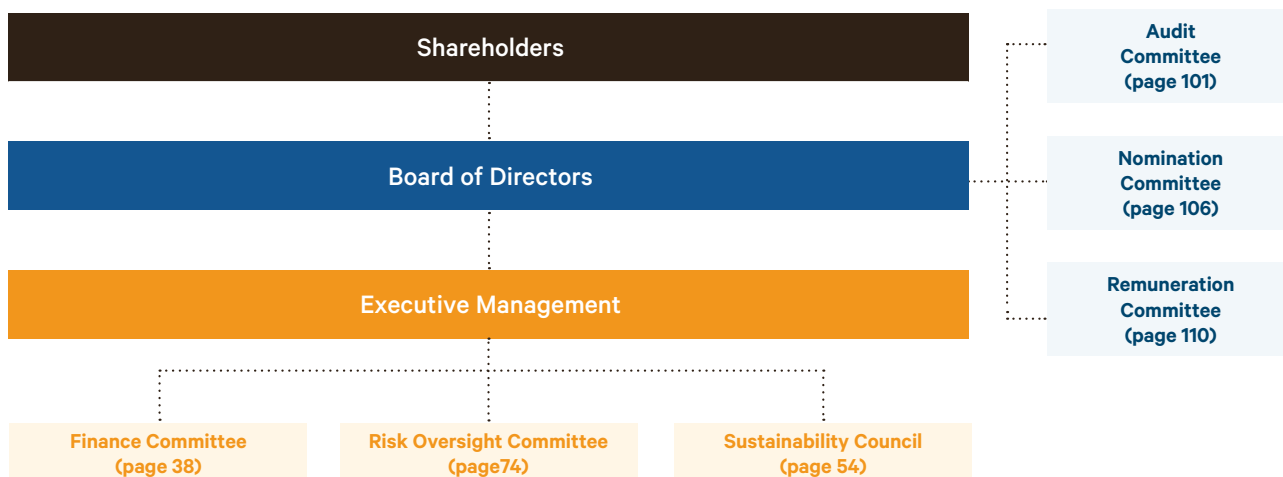 Shareholders
Board of Directors
Executive Management
Finance Committee
(page 38)
Risk Oversight Committee
(page74)
Sustainability Council
(page 54)
Audit
Committee
(page 101)
Nomination
Committee
(page 106)
Remuneration
Committee
(page 110)